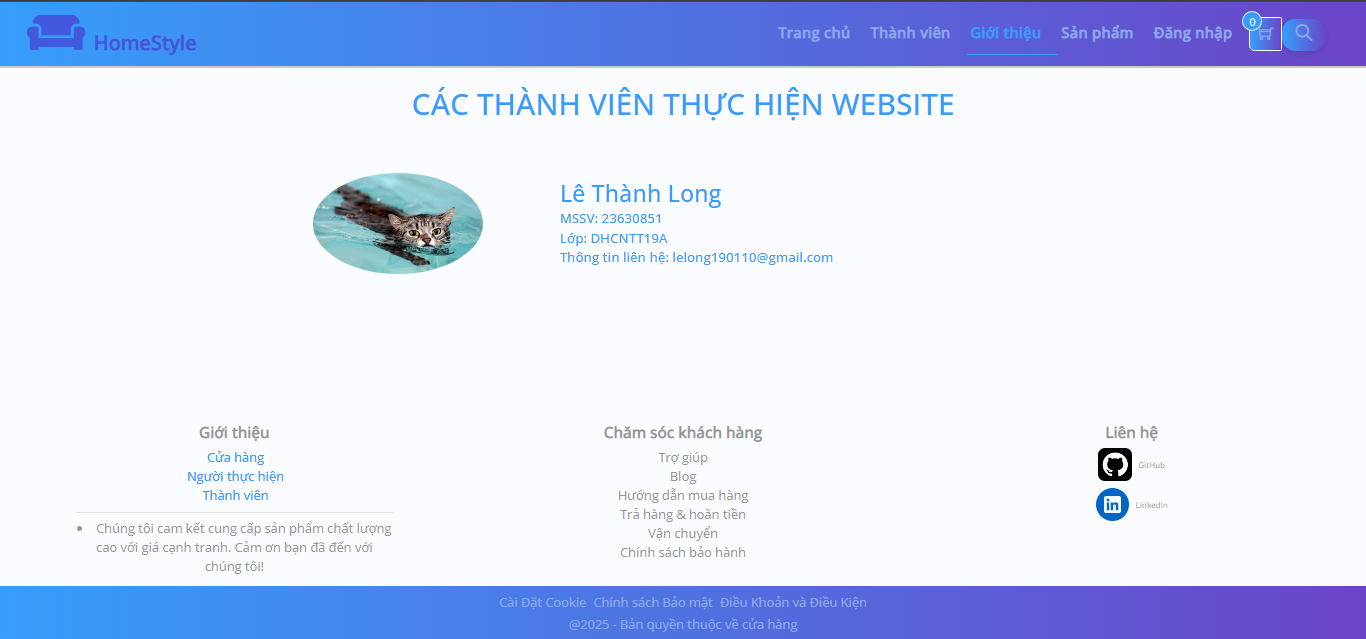 HomeStyle
Trang chủ Thành viên Giới thiệu Sản phẩm Đăng nhập 0
CÁC THÀNH VIÊN THỰC HIỆN WEBSITE
Lê Thành Long
MSSV: 23630851
Lớp: DHCNTT19A
Thông tin liên hệ: lelong190110@gmail.com
Giới thiệu
Cửa hàng
Người thực hiện
Thành viên
Chúng tôi cam kết cung cấp sản phẩm chất lượng
cao với giá cạnh tranh. Cảm ơn bạn đã đến với
chúng tôi!
Chăm sóc khách hàng
Trợ giúp
Blog
Hướng dẫn mua hàng
Trả hàng & hoàn tiền
Vận chuyển
Chính sách bảo hành
Liên hệ
GitHub
in LinkedIn
Cài Đặt Cookie Chính sách Bảo mật Điều Khoản và Điều Kiện
@2025 - Bản quyền thuộc về cửa hàng